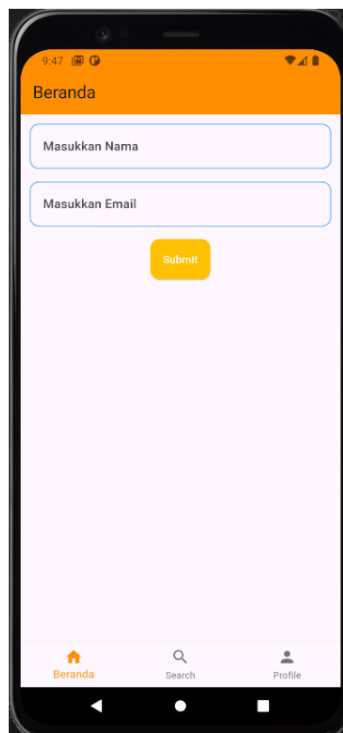 9:47
Beranda
Masukkan Nama
Masukkan Email
Submit
Beranda
Search
Profile